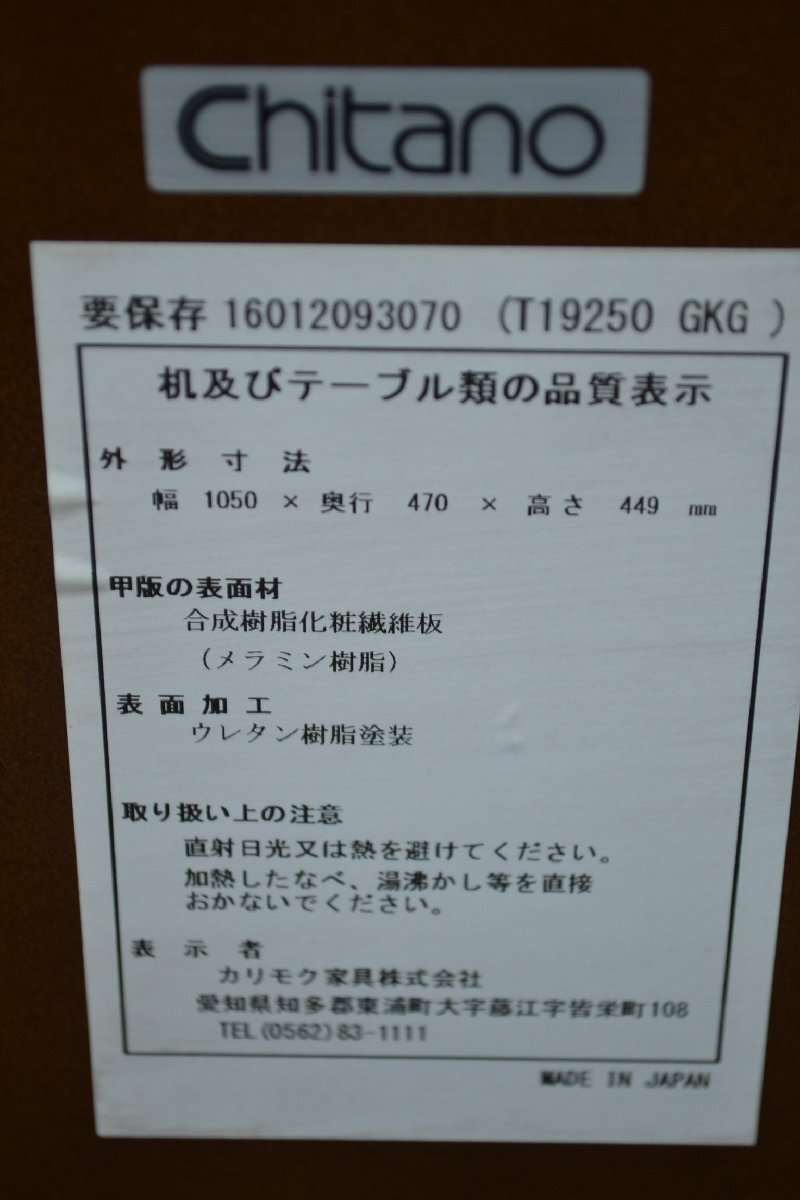 Chitano
要保存 16012093070 (T19250 GKG )
机及びテーブル類の品質表示
外形寸法
幅 1050 × 奥行 470 × 高さ 449 mm
甲版の表面材
合成樹脂化粧繊維板
(メラミン樹脂)
表面加工
ウレタン樹脂塗装
取り扱い上の注意
直射日光又は熱を避けてください。
加熱したなべ、湯沸かし等を直接
おかないでください。
表示者
カリモク家具株式会社
愛知県知多郡東浦町大字藤江字皆栄町108
TEL(0562)83-1111
MADE IN JAPAN